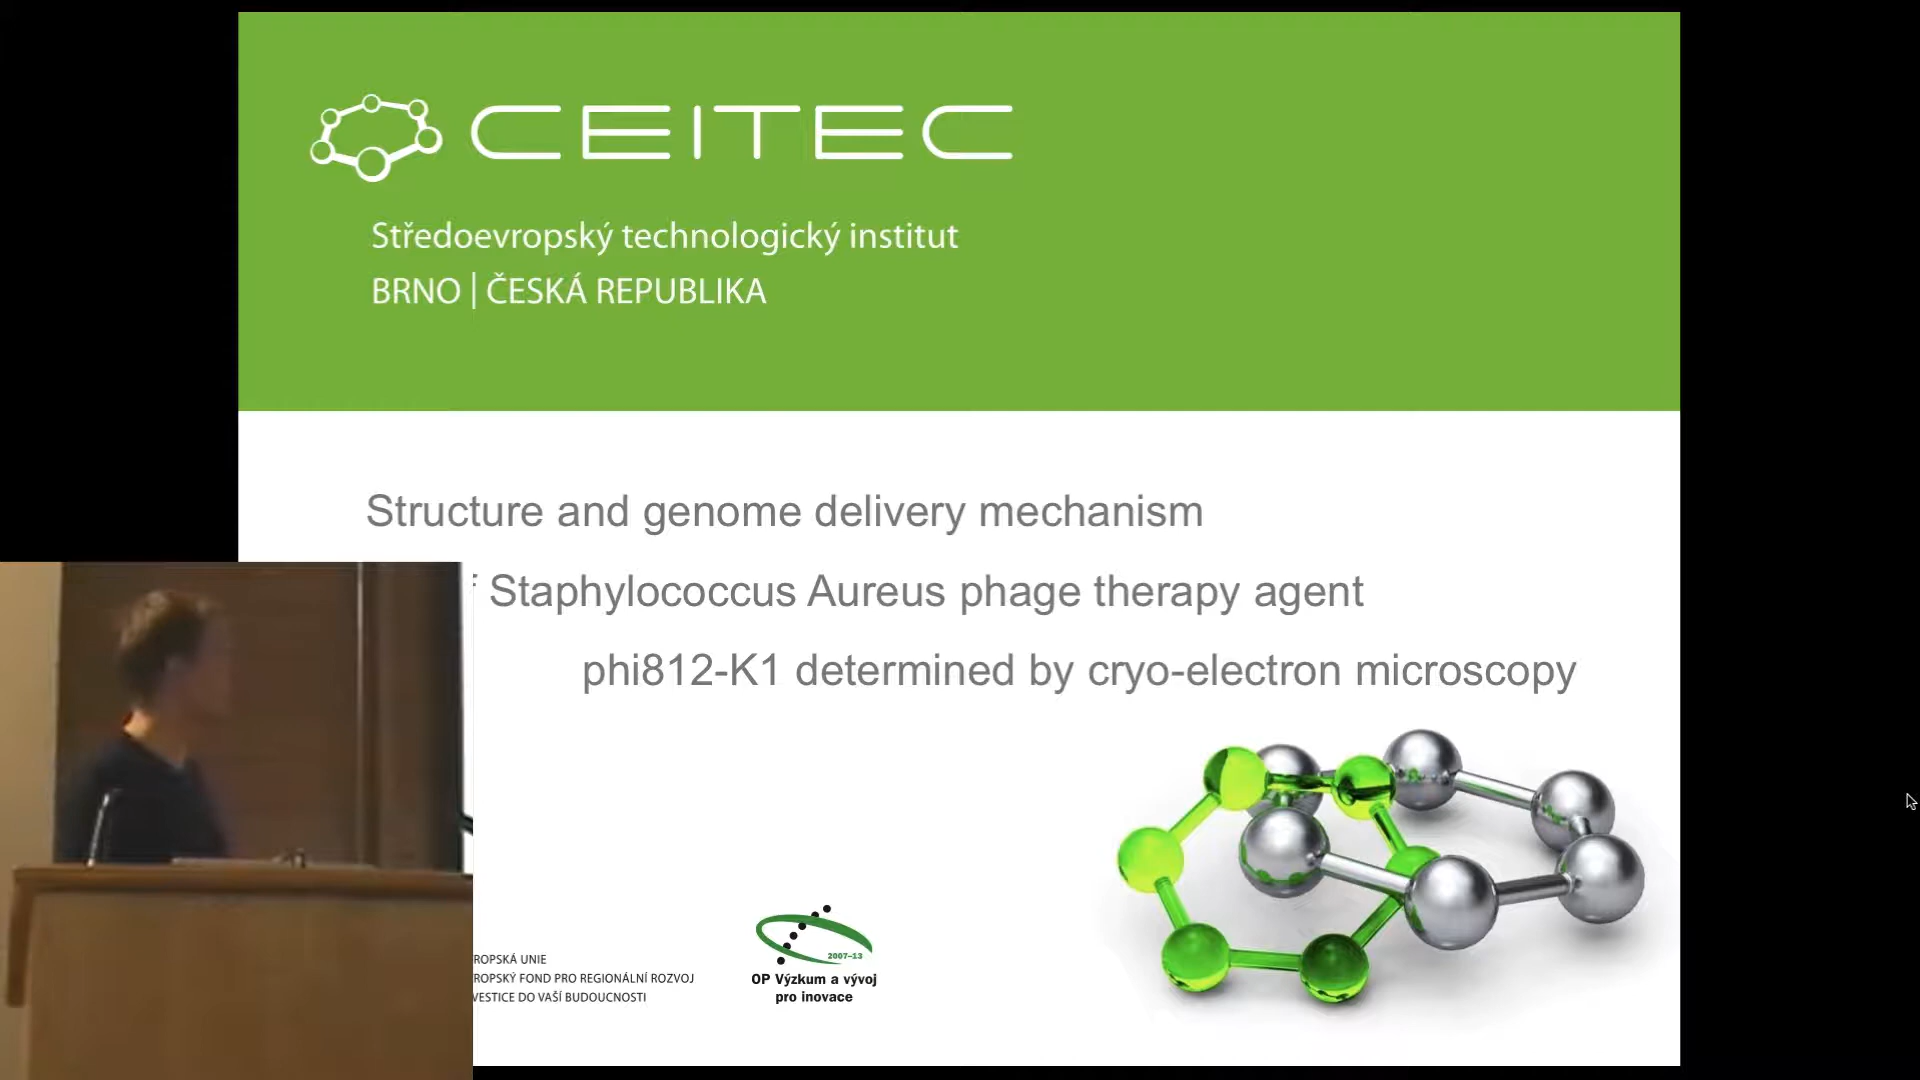 CEITEC
Středoevropský technologický institut
BRNO | ČESKÁ REPUBLIKA
Structure and genome delivery mechanism
Staphylococcus Aureus phage therapy agent
phi812-K1 determined by cryo-electron microscopy
2007-13
OP Výzkum a vývoj
pro inovace
ROPSKÁ UNIE
ROPSKÝ FOND PRO REGIONÁLNÍ ROZVOJ
VESTICE DO VAŠÍ BUDOUCNOSTI